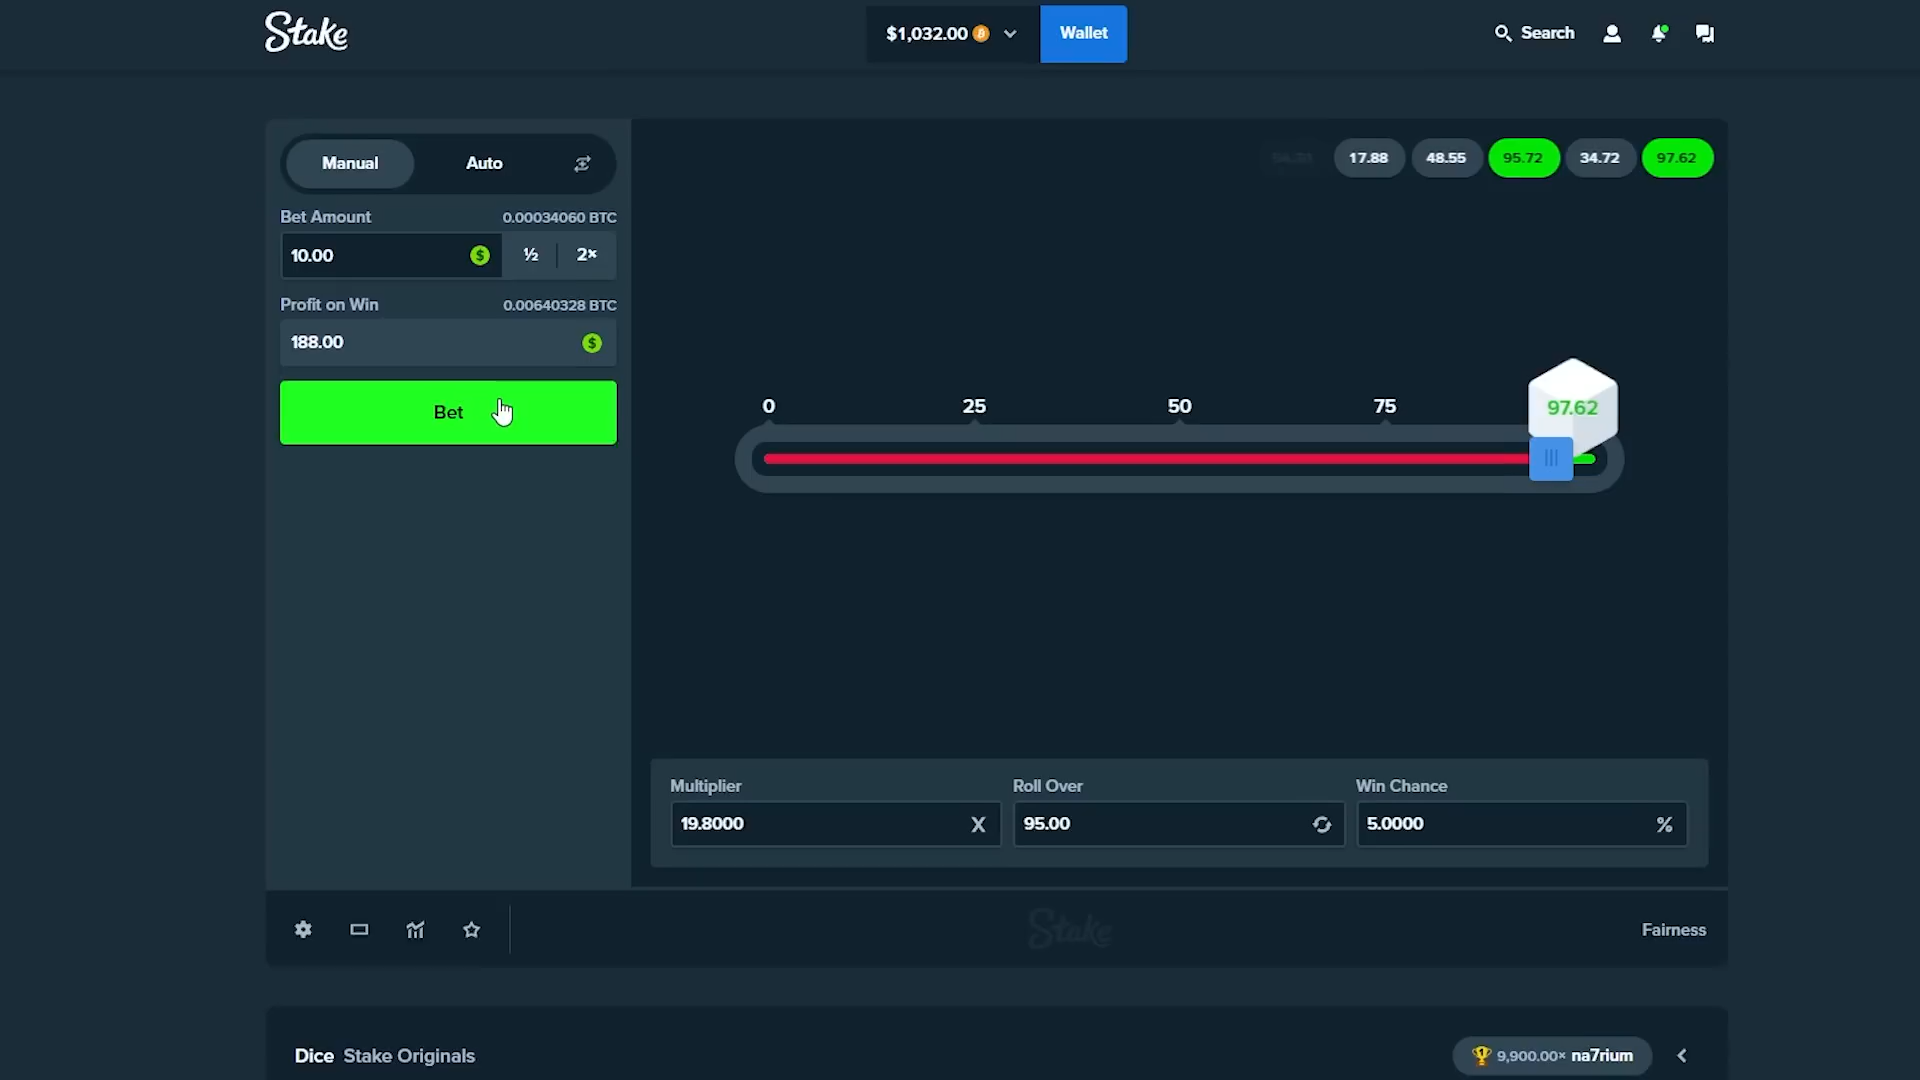 Stake
$1,032.00
Wallet
Search
Manual
Auto
17.88
48.55
95.72
34.72
97.62
Bet Amount
0.00034060 BTC
10.00
$
½
2×
Profit on Win
0.00640328 BTC
188.00
$
Bet
0
25
50
75
97.62
Multiplier
Roll Over
Win Chance
19.8000
X
95.00
5.0000
%
Stake
Fairness
Dice Stake Originals
9,900.00× na7rium